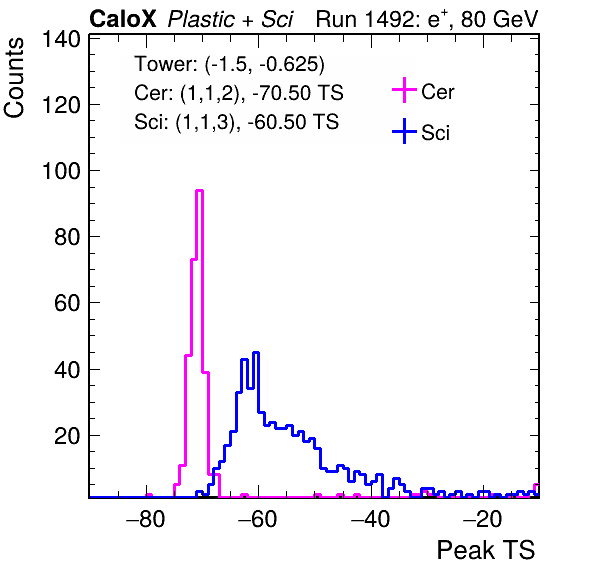 CaloX Plastic + Sci Run 1492: e+, 80 GeV
Counts
140
120
100
80
60
40
20
Tower: (-1.5, -0.625)
Cer: (1,1,2), -70.50 TS
Sci: (1,1,3), -60.50 TS
Cer
Sci
−80 −60 −40 −20
Peak TS